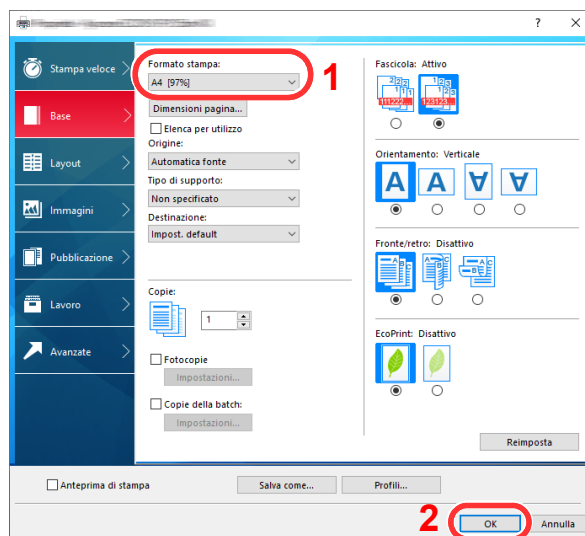 ?
Stampa veloce
Base
Layout
Immagini
Pubblicazione
Lavoro
Avanzate
Formato stampa:
A4 [97%]
1
Dimensioni pagina...
Elenca per utilizzo
Origine:
Automatica fonte
Tipo di supporto:
Non specificato
Destinazione:
Impost. default
Copie:
1
Fotocopie
Impostazioni...
Copie della batch:
Impostazioni...
Fascicola: Attivo
Orientamento: Verticale
Fronte/retro: Disattivo
EcoPrint: Disattivo
Reimposta
Anteprima di stampa
Salva come...
Profili...
2
OK
Annulla